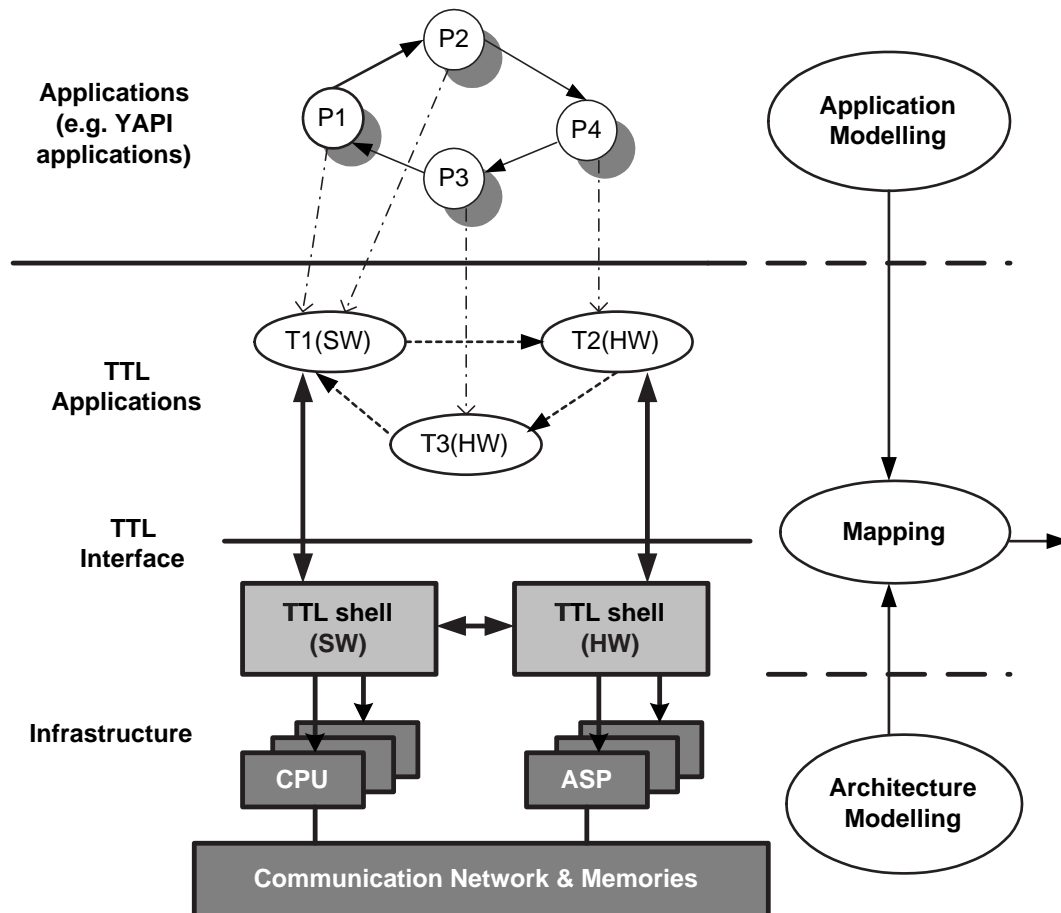 P2
Applications
(e.g. YAPI
applications)
P1
P4
P3
Application
Modelling
T1(SW)
T2(HW)
TTL
Applications
T3(HW)
TTL
Interface
Mapping
TTL shell
(SW)
TTL shell
(HW)
Infrastructure
CPU
ASP
Architecture
Modelling
Communication Network & Memories